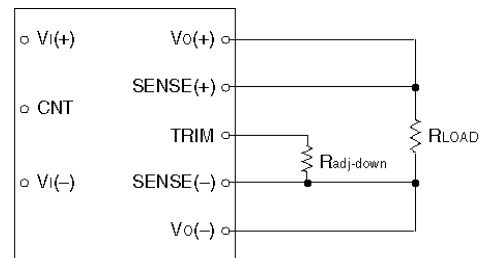 VI(+) VO(+)
SENSE(+)
CNT
TRIM RLOAD
Radj-down
VI(−) SENSE(−)
VO(−)